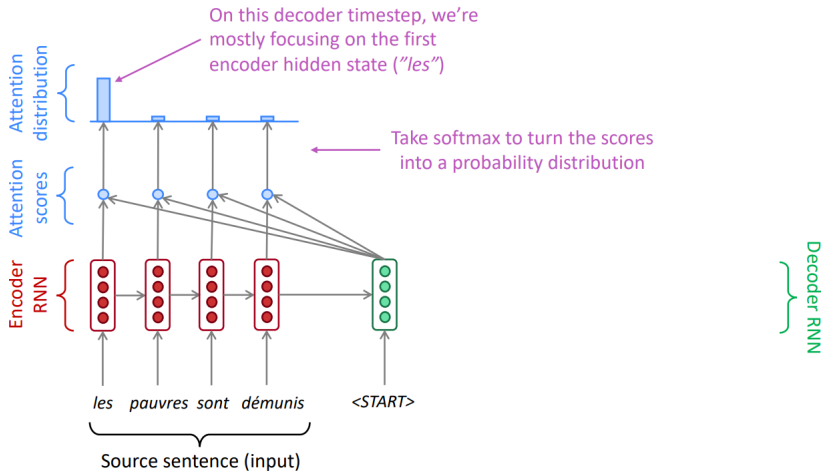 On this decoder timestep, we're
mostly focusing on the first
encoder hidden state ("les")
Attention
distribution
Take softmax to turn the scores
into a probability distribution
Attention
scores
Encoder
RNN
Decoder RNN
les pauvres sont démunis <START>
Source sentence (input)